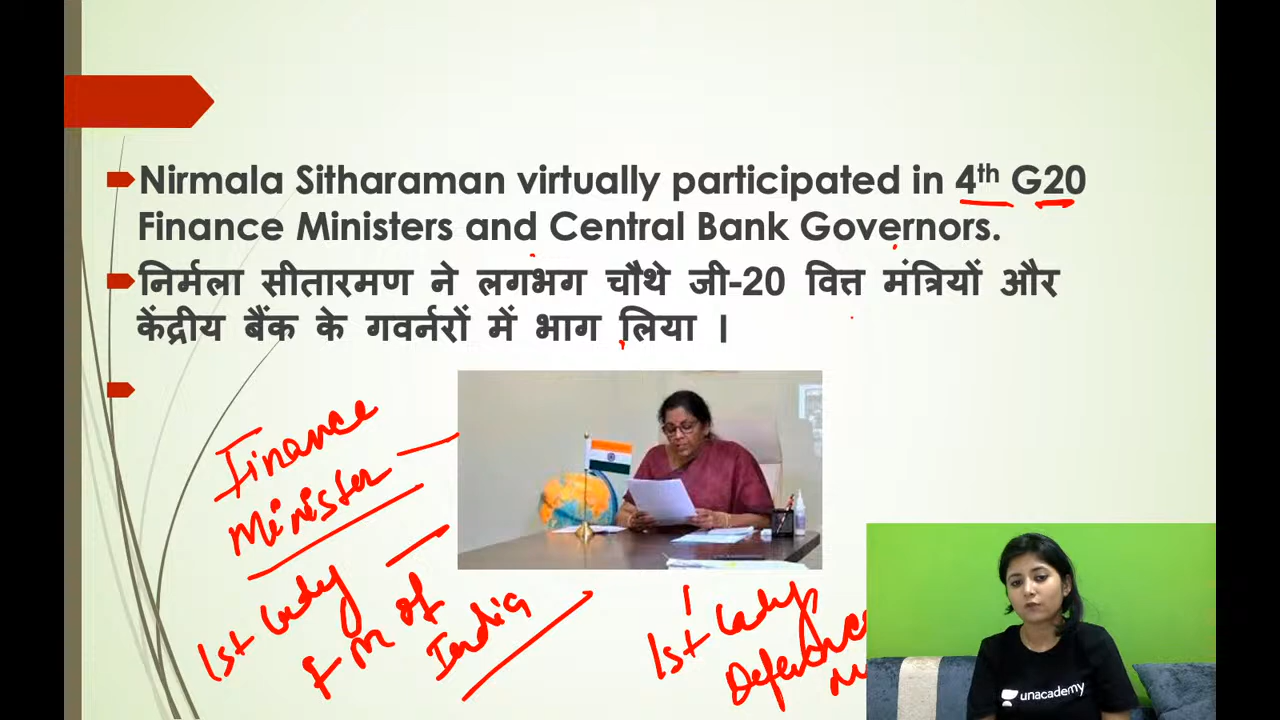 Nirmala Sitharaman virtually participated in 4th G20
Finance Ministers and Central Bank Governors.
निर्मला सीतारमण ने लगभग चौथे जी-20 वित्त मंत्रियों और
केंद्रीय बैंक के गवर्नरों में भाग लिया ।
Finance
Minister
1st Lady
FM of
India
1st Lady
Defence
unacademy